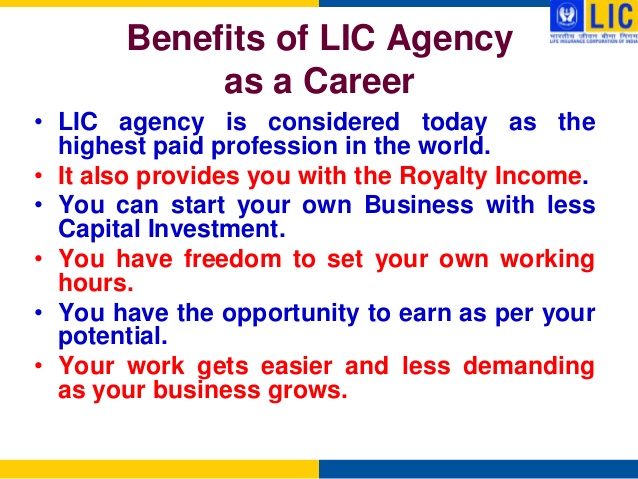 Benefits of LIC Agency
as a Career
LIC
भारतीय जीवन बीमा निगम
LIFE INSURANCE CORPORATION OF INDIA
• LIC agency is considered today as the
highest paid profession in the world.
• It also provides you with the Royalty Income.
• You can start your own Business with less
Capital Investment.
• You have freedom to set your own working
hours.
• You have the opportunity to earn as per your
potential.
• Your work gets easier and less demanding
as your business grows.